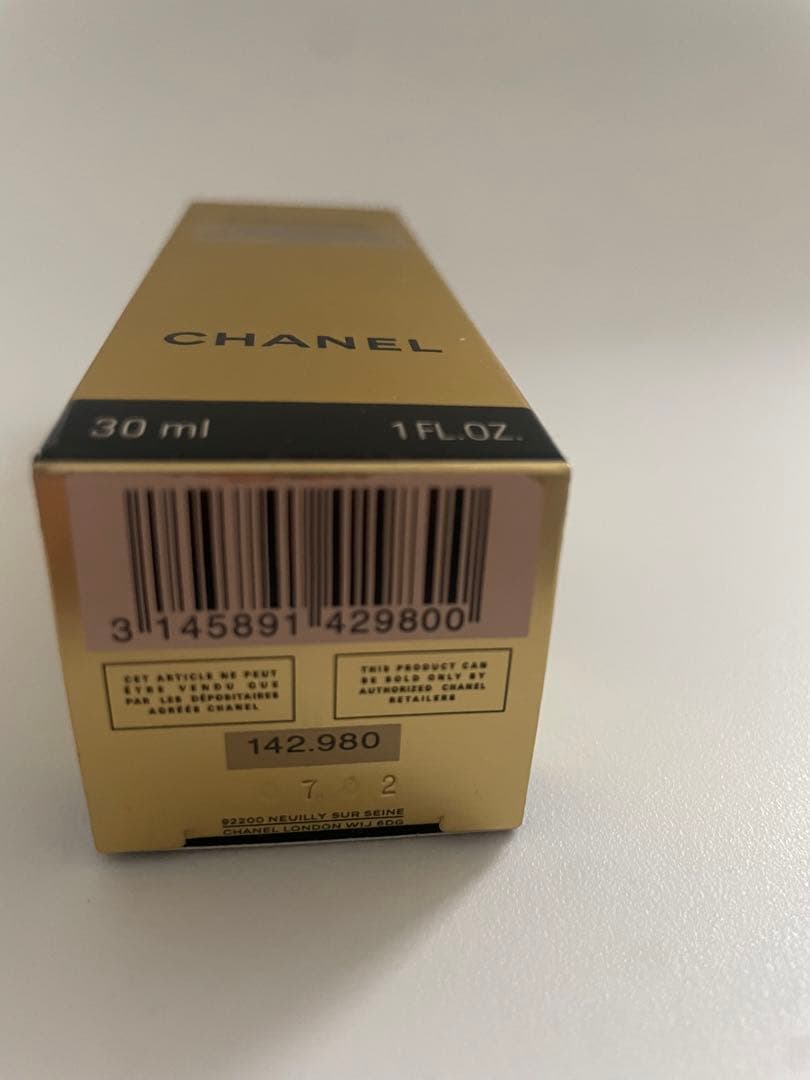 CHANEL
30 ml 1 FL.OZ.
3 145891 429800
CET ARTICLE NE PEUT
ÊTRE VENDU QUE
PAR LES DÉPOSITAIRES
AGRÉÉS CHANEL
THIS PRODUCT CAN
BE SOLD ONLY BY
AUTHORIZED CHANEL
RETAILERS
142.980
7 2
92200 NEUILLY SUR SEINE
CHANEL LONDON W1J 6DG